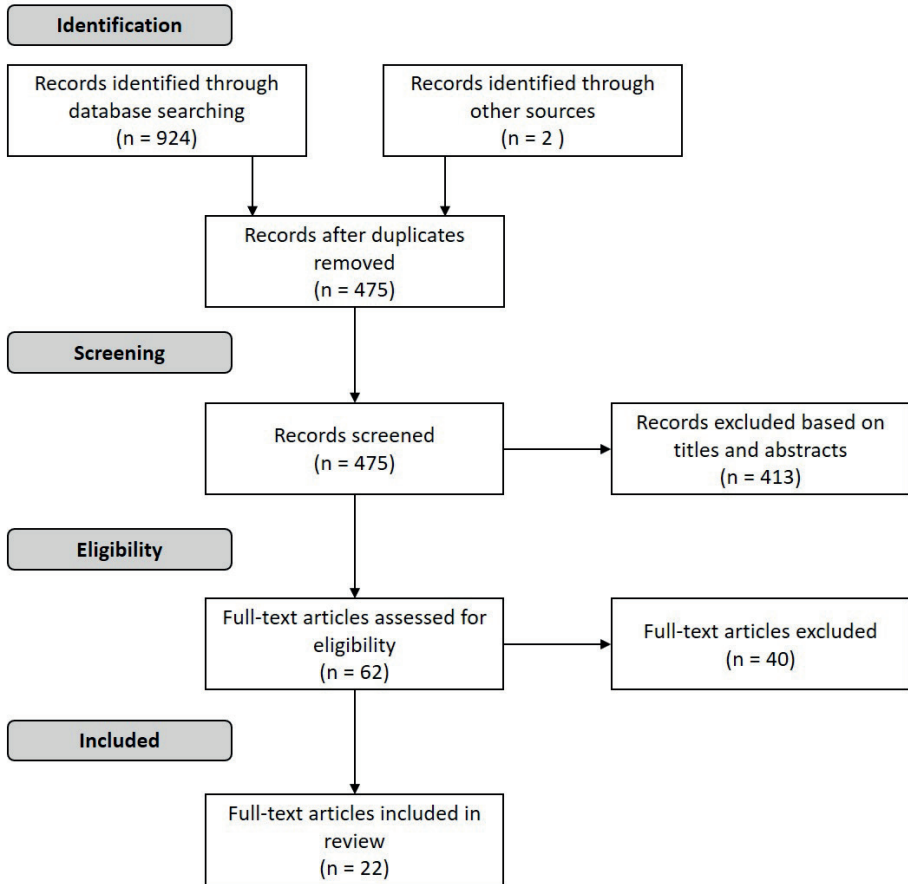 Identification
Records identified through
database searching
(n = 924)
Records identified through
other sources
(n = 2 )
Records after duplicates
removed
(n = 475)
Screening
Records screened
(n = 475)
Records excluded based on
titles and abstracts
(n = 413)
Eligibility
Full-text articles assessed for
eligibility
(n = 62)
Full-text articles excluded
(n = 40)
Included
Full-text articles included in
review
(n = 22)